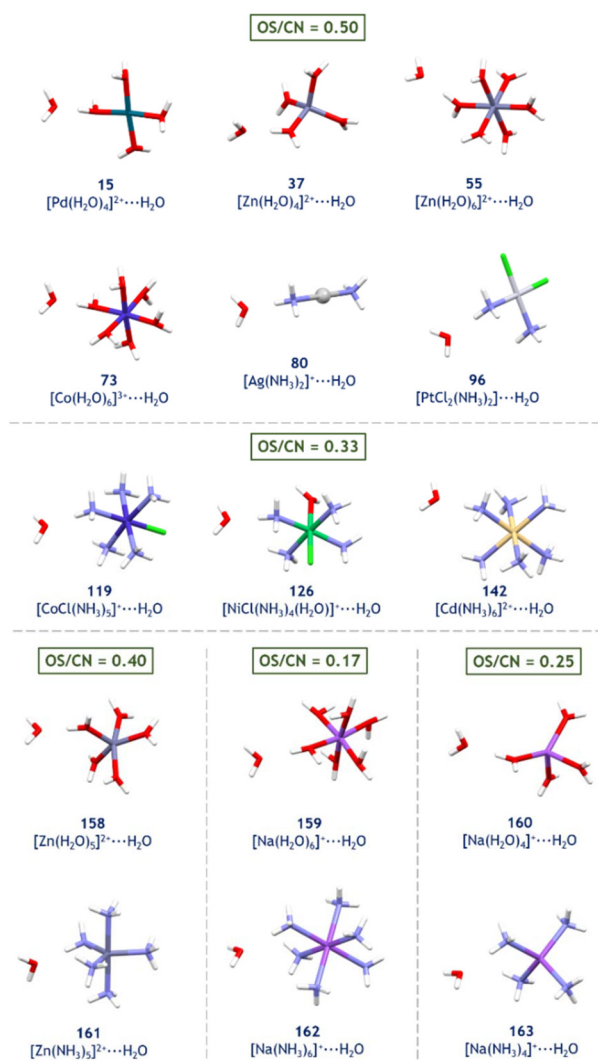 OS/CN = 0.50
15 37 55
[Pd(H₂O)₄]²⁺⋯H₂O [Zn(H₂O)₄]²⁺⋯H₂O [Zn(H₂O)₆]²⁺⋯H₂O
73 80 96
[Co(H₂O)₆]³⁺⋯H₂O [Ag(NH₃)₂]⁺⋯H₂O [PtCl₂(NH₃)₂]⋯H₂O
OS/CN = 0.33
119 126 142
[CoCl(NH₃)₅]⁺⋯H₂O [NiCl(NH₃)₄(H₂O)]⁺⋯H₂O [Cd(NH₃)₆]²⁺⋯H₂O
OS/CN = 0.40 OS/CN = 0.17 OS/CN = 0.25
158 159 160
[Zn(H₂O)₅]²⁺⋯H₂O [Na(H₂O)₆]⁺⋯H₂O [Na(H₂O)₄]⁺⋯H₂O
161 162 163
[Zn(NH₃)₅]²⁺⋯H₂O [Na(NH₃)₆]⁺⋯H₂O [Na(NH₃)₄]⁺⋯H₂O